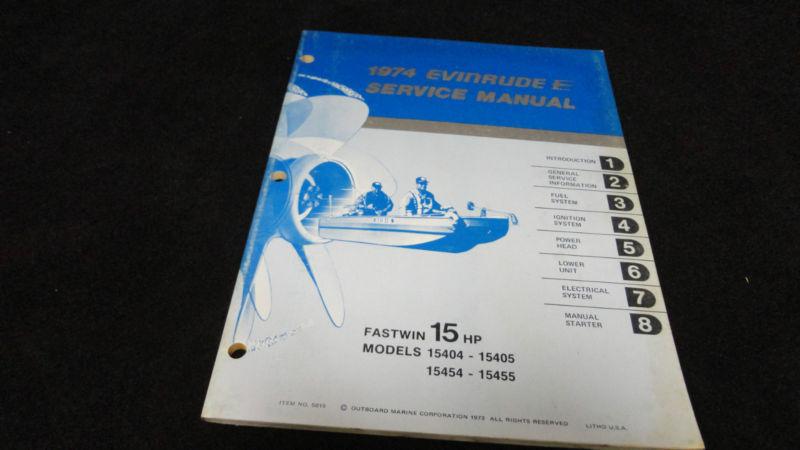 1974 EVINRUDE E
SERVICE MANUAL
INTRODUCTION 1
GENERAL
SERVICE
INFORMATION 2
FUEL
SYSTEM 3
IGNITION
SYSTEM 4
POWER
HEAD 5
LOWER
UNIT 6
ELECTRICAL
SYSTEM 7
MANUAL
STARTER 8
FASTWIN 15 HP
MODELS 15404 - 15405
15454 - 15455
ITEM NO.
© OUTBOARD MARINE CORPORATION 1973 ALL RIGHTS RESERVED
LITHO U.S.A.